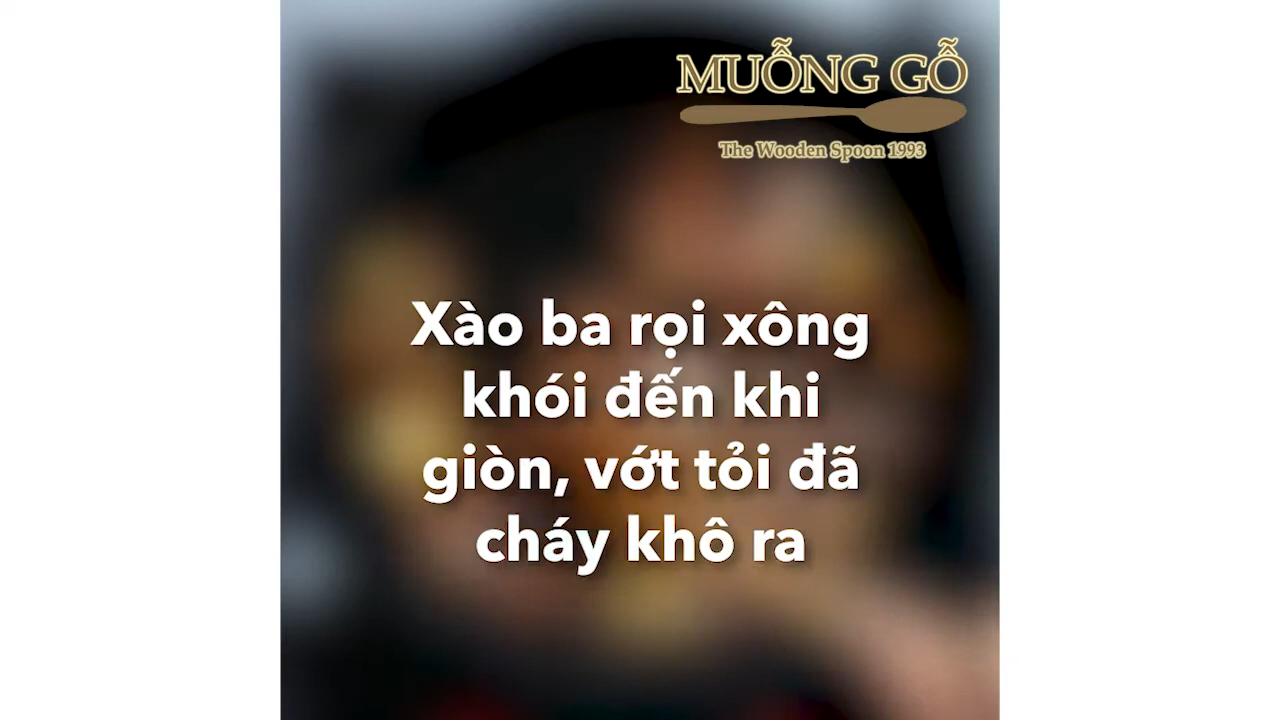 MUỖNG GỖ
The Wooden Spoon 1993
Xào ba rọi xông
khói đến khi
giòn, vớt tỏi đã
cháy khô ra